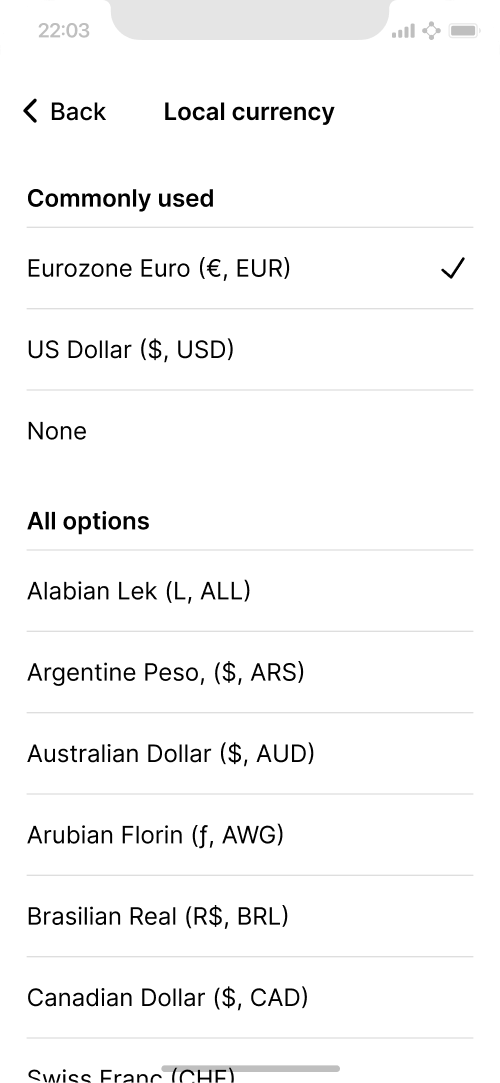 22:03
Back
Local currency
Commonly used
Eurozone Euro (€, EUR)
US Dollar ($, USD)
None
All options
Alabian Lek (L, ALL)
Argentine Peso, ($, ARS)
Australian Dollar ($, AUD)
Arubian Florin (ƒ, AWG)
Brasilian Real (R$, BRL)
Canadian Dollar ($, CAD)
Swiss Franc (CHF)